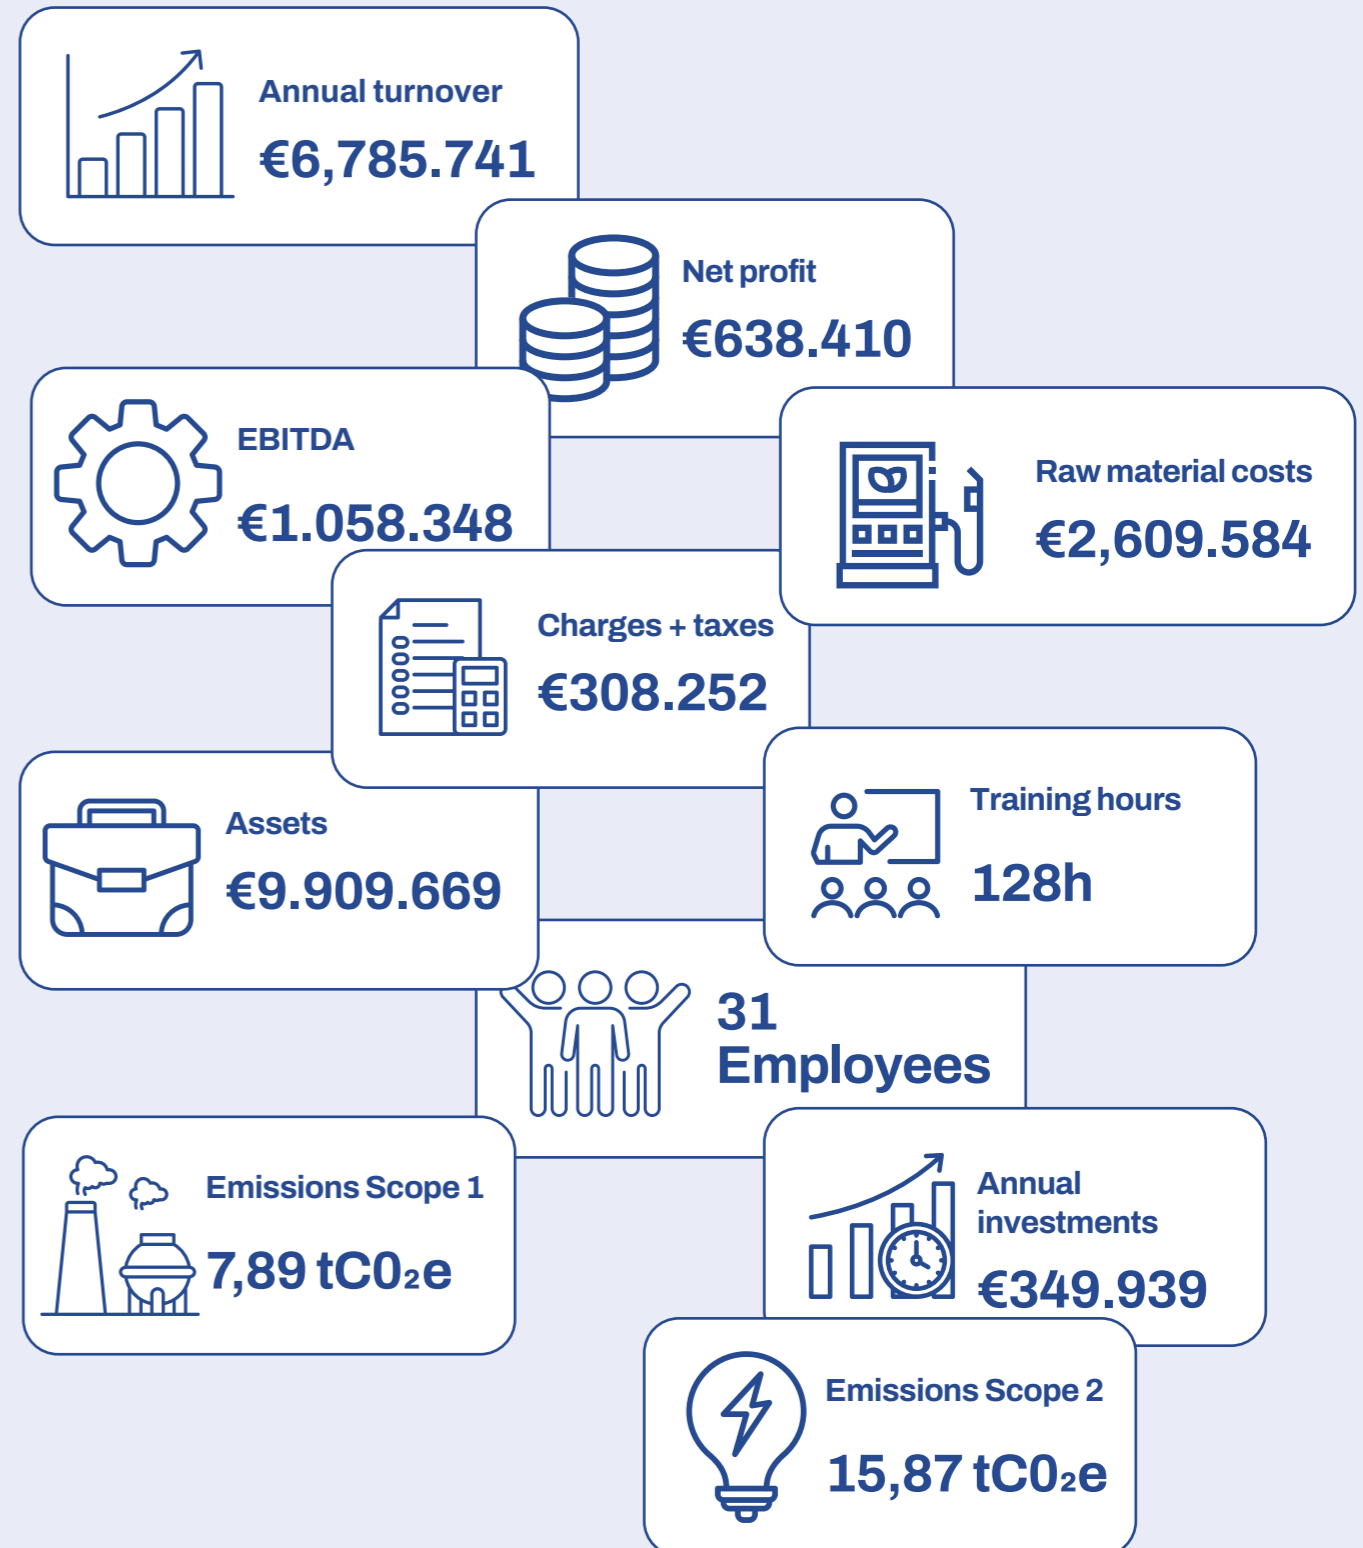 Annual turnover
€6,785.741
Net profit
€638.410
EBITDA
€1.058.348
Raw material costs
€2,609.584
Charges + taxes
€308.252
Assets
€9.909.669
Training hours
128h
31
Employees
Emissions Scope 1
7,89 tC0₂e
Annual
investments
€349.939
Emissions Scope 2
15,87 tC0₂e